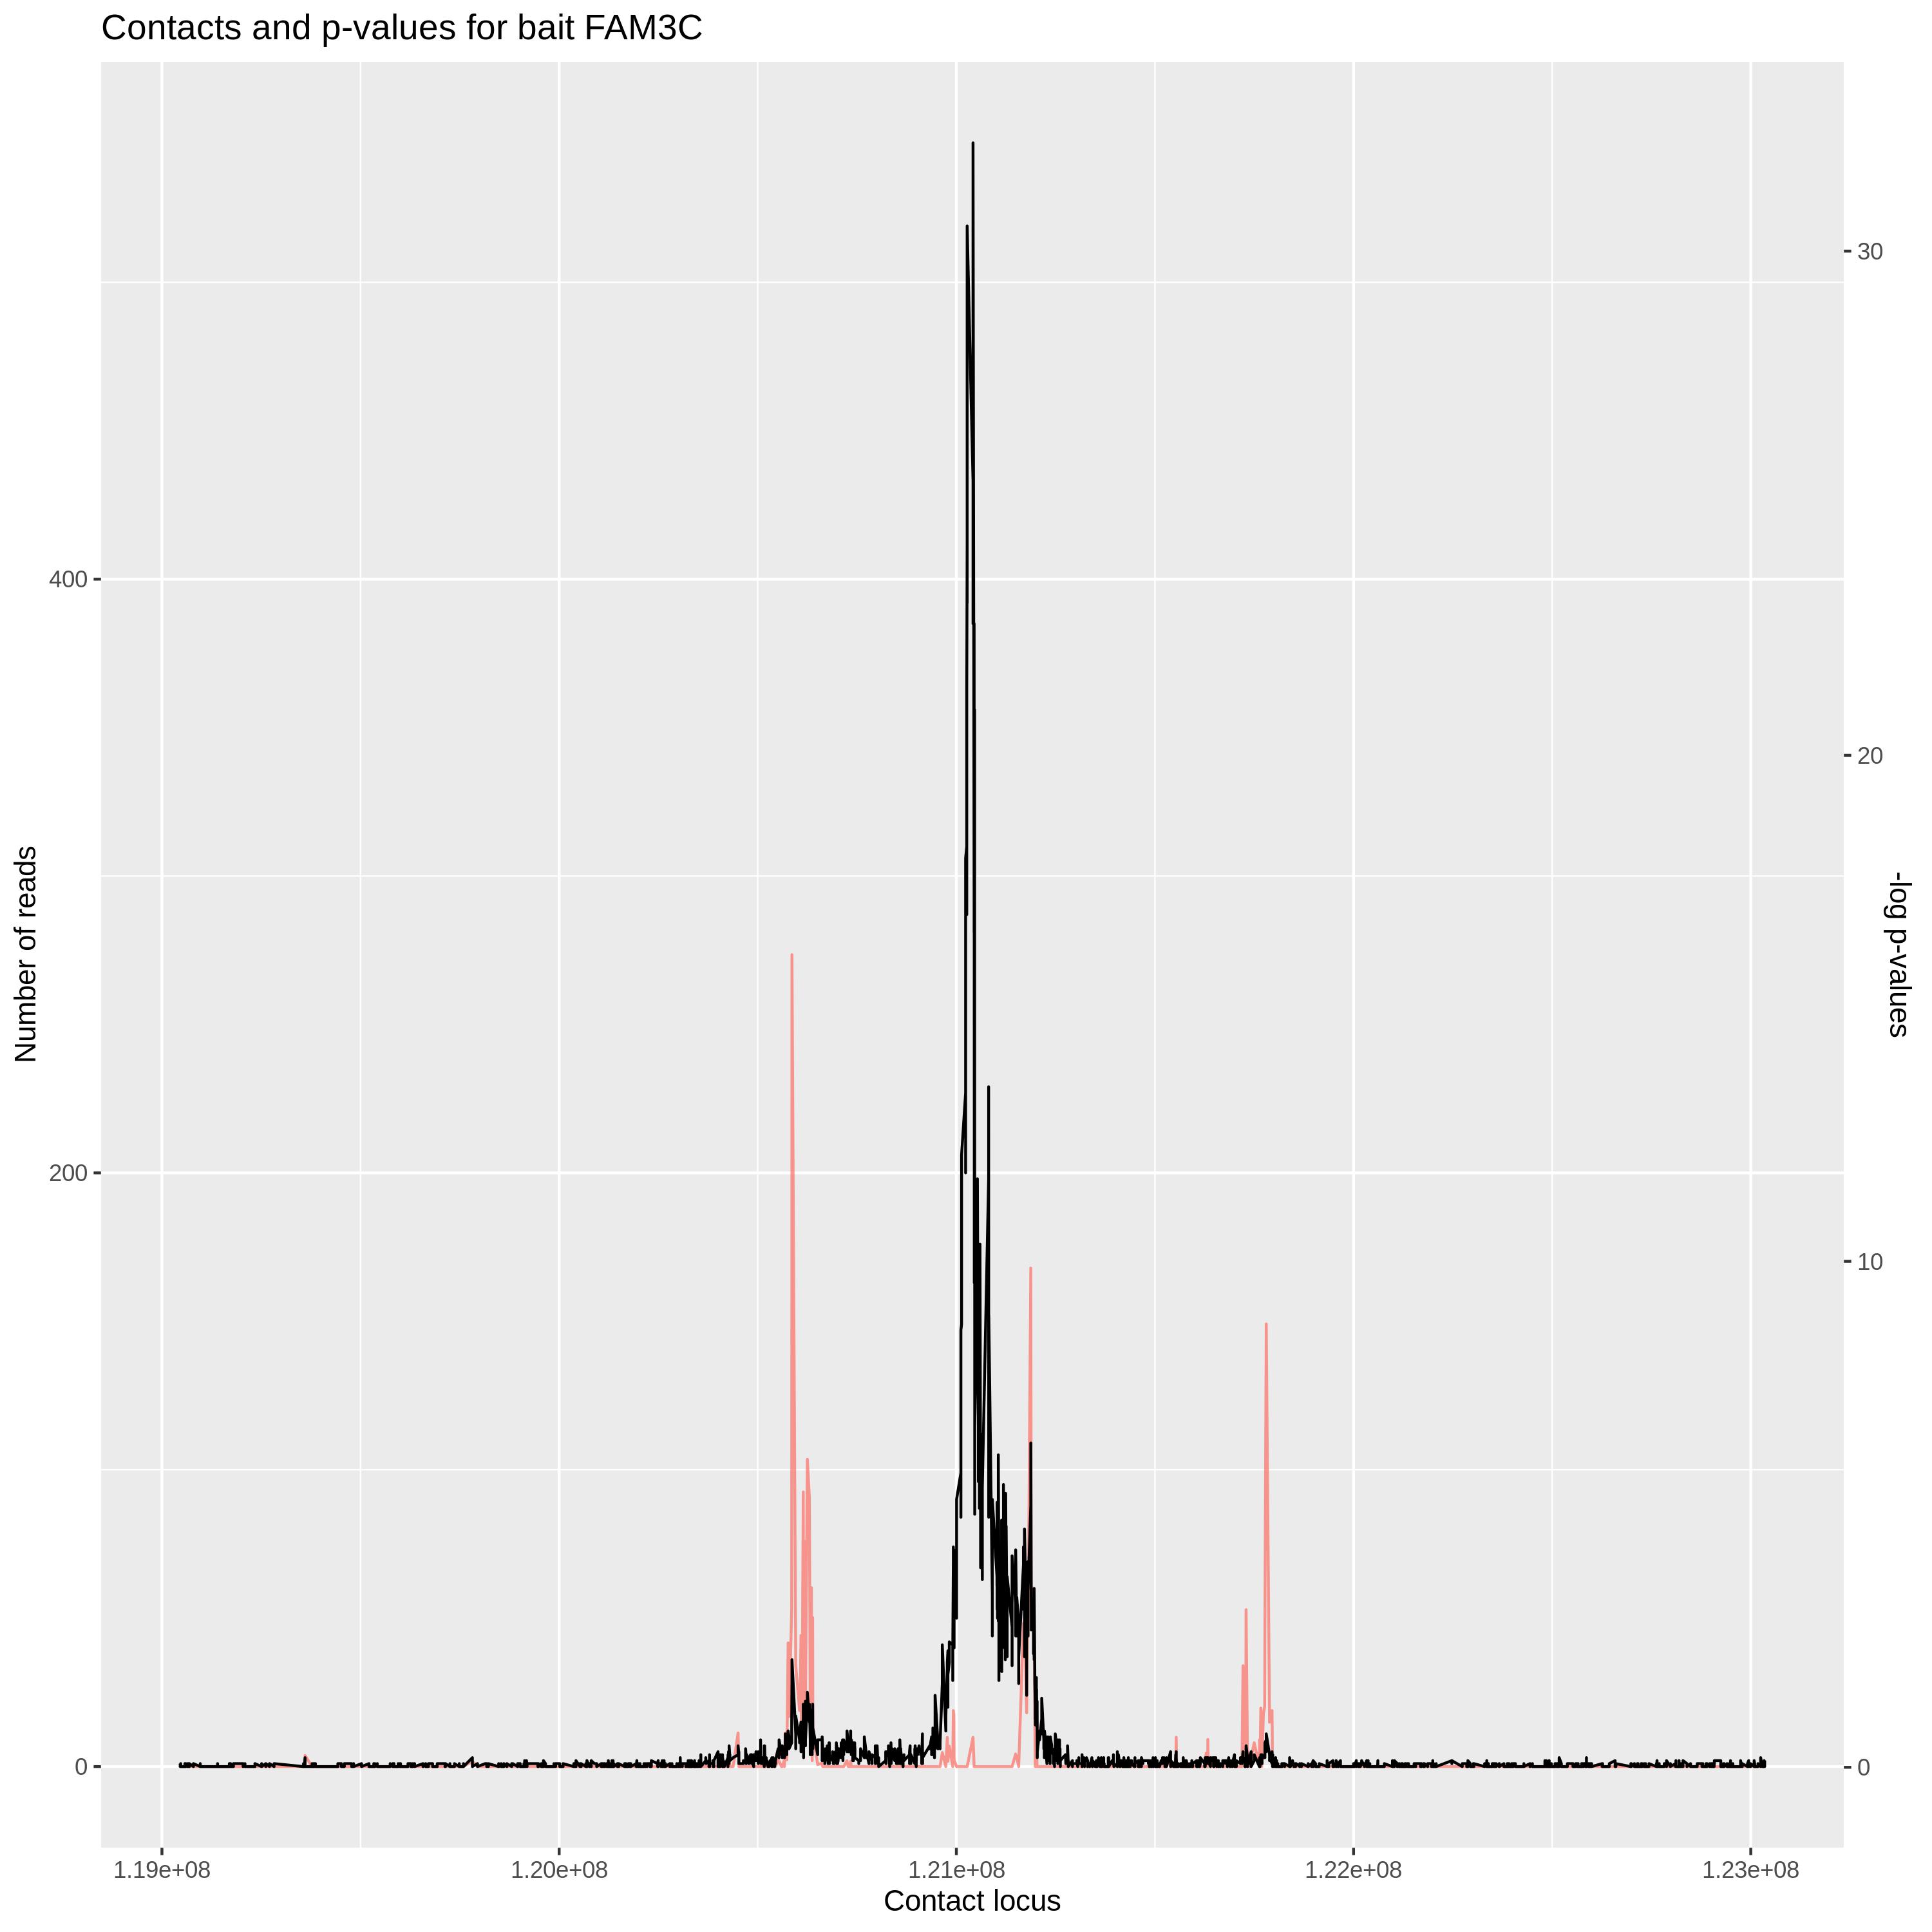 Contacts and p-values for bait FAM3C
Number of reads
400
200
0
30
20
10
0
-log p-values
1.19e+08
1.20e+08
1.21e+08
1.22e+08
1.23e+08
Contact locus